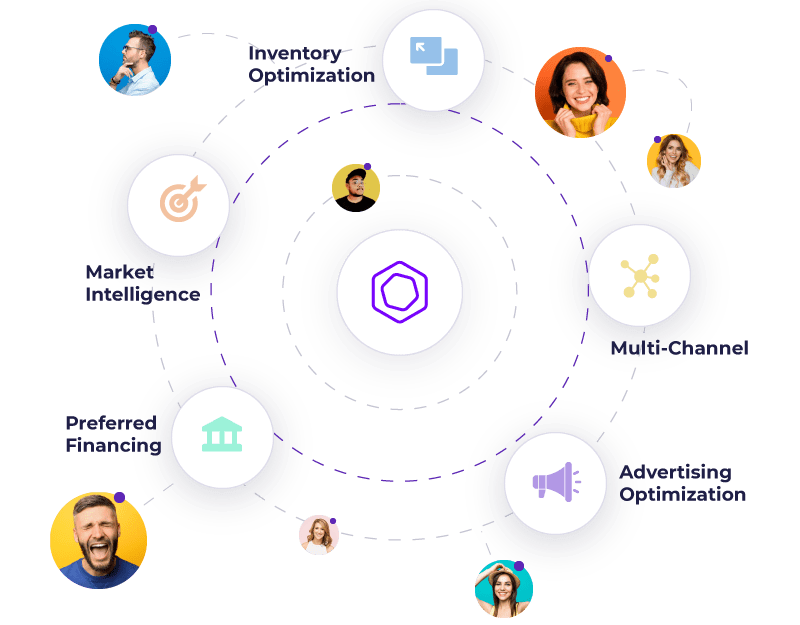 Inventory
Optimization
Market
Intelligence
Multi-Channel
Preferred
Financing
Advertising
Optimization